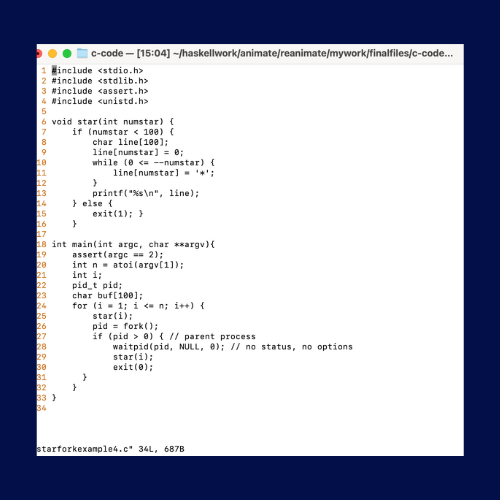 c-code — [15:04] ~/haskellwork/animate/reanimate/mywork/finalfiles/c-code...
1 #include <stdio.h>
2 #include <stdlib.h>
3 #include <assert.h>
4 #include <unistd.h>
5
6 void star(int numstar) {
7     if (numstar < 100) {
8         char line[100];
9         line[numstar] = 0;
10         while (0 <= --numstar) {
11             line[numstar] = '*';
12         }
13         printf("%s\n", line);
14     } else {
15         exit(1); }
16     }
17
18 int main(int argc, char **argv){
19     assert(argc == 2);
20     int n = atoi(argv[1]);
21     int i;
22     pid_t pid;
23     char buf[100];
24     for (i = 1; i <= n; i++) {
25         star(i);
26         pid = fork();
27         if (pid > 0) { // parent process
28             waitpid(pid, NULL, 0); // no status, no options
29             star(i);
30             exit(0);
31       }
32     }
33 }
34
starforkexample4.c" 34L, 687B